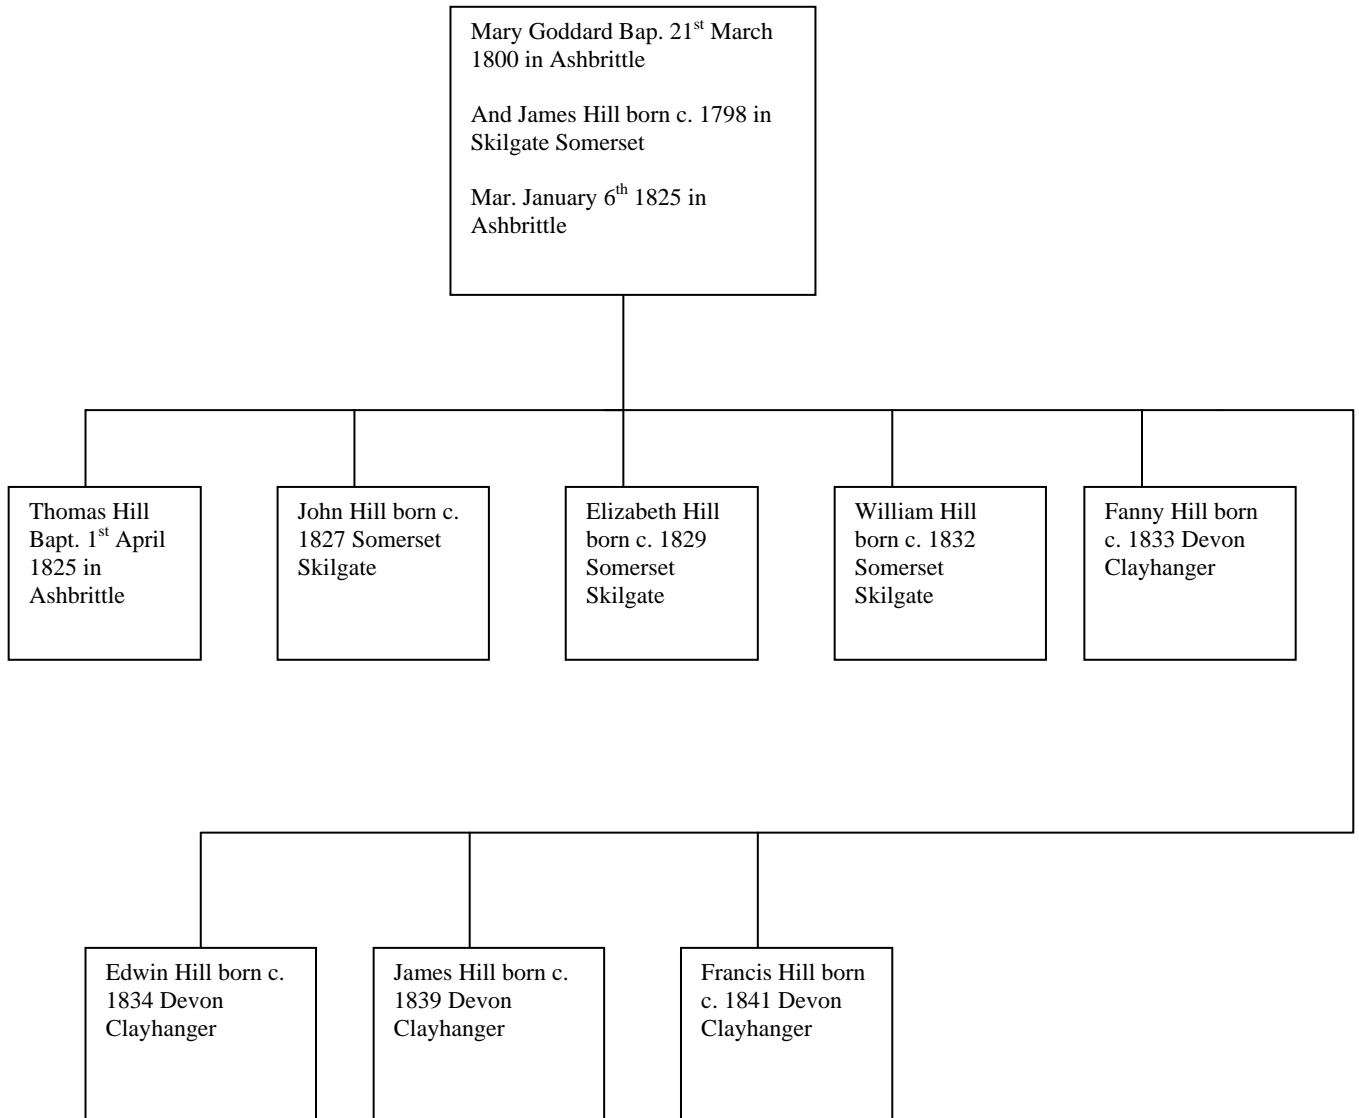 Mary Goddard Bap. 21st March
1800 in Ashbrittle
And James Hill born c. 1798 in
Skilgate Somerset
Mar. January 6th 1825 in
Ashbrittle
Thomas Hill
Bapt. 1st April
1825 in
Ashbrittle
John Hill born c.
1827 Somerset
Skilgate
Elizabeth Hill
born c. 1829
Somerset
Skilgate
William Hill
born c. 1832
Somerset
Skilgate
Fanny Hill born
c. 1833 Devon
Clayhanger
Edwin Hill born c.
1834 Devon
Clayhanger
James Hill born c.
1839 Devon
Clayhanger
Francis Hill born
c. 1841 Devon
Clayhanger